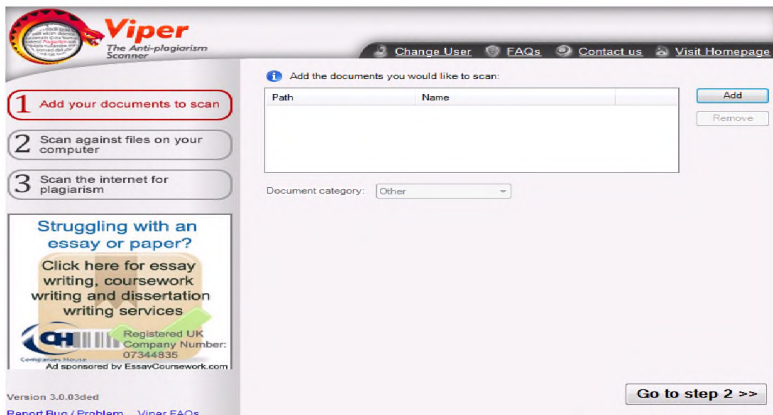 Viper
The Anti-plagiarism
Scanner
Change User
FAQs
Contact us
Visit Homepage
Add the documents you would like to scan:
Path
Name
Add
Remove
Document category:
Other
1 Add your documents to scan
2 Scan against files on your
computer
3 Scan the internet for
plagiarism
Struggling with an
essay or paper?
Click here for essay
writing, coursework
writing and dissertation
writing services
CH
Registered UK
Company Number:
07344835
Companies House
Ad sponsored by EssayCoursework.com
Version 3.0.03ded
Report Bug / Problem
Viper FAQs
Go to step 2 >>